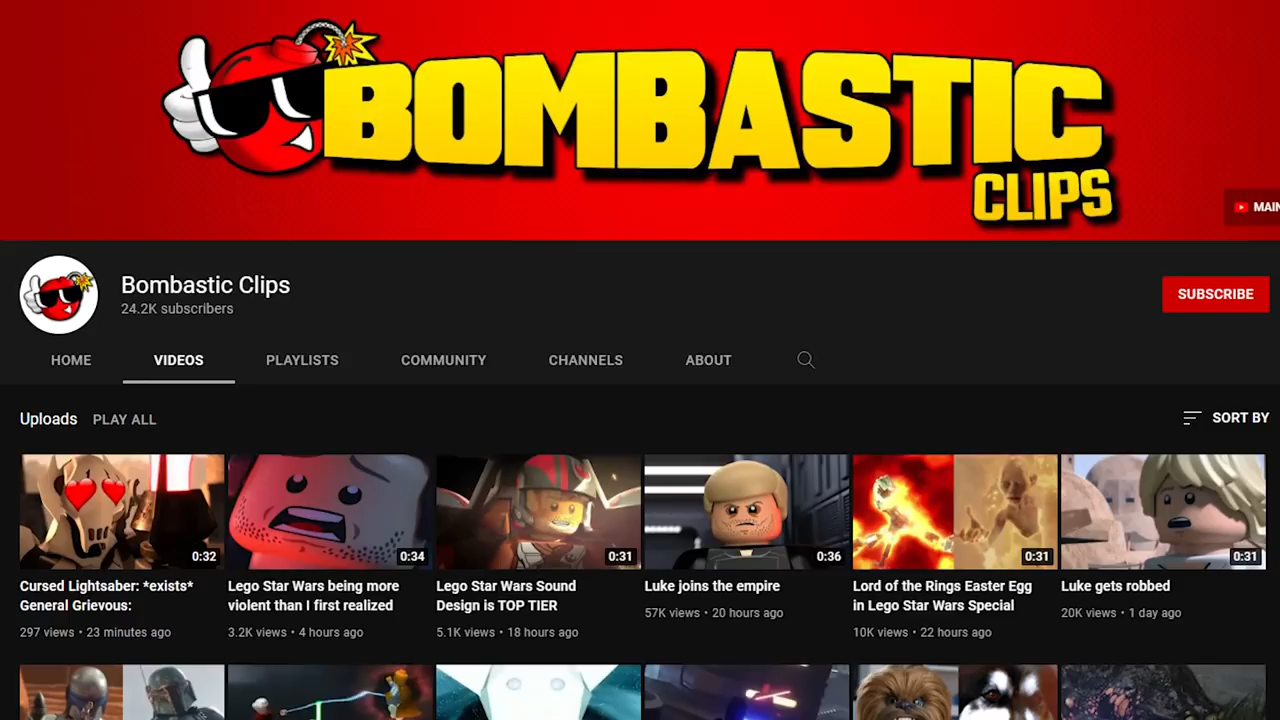 BOMBASTIC
CLIPS
MAIN
Bombastic Clips
24.2K subscribers
SUBSCRIBE
HOME
VIDEOS
PLAYLISTS
COMMUNITY
CHANNELS
ABOUT
Uploads
PLAY ALL
SORT BY
0:32
0:34
0:31
0:36
0:31
0:31
Cursed Lightsaber: *exists*
General Grievous:
297 views • 23 minutes ago
Lego Star Wars being more
violent than I first realized
3.2K views • 4 hours ago
Lego Star Wars Sound
Design is TOP TIER
5.1K views • 18 hours ago
Luke joins the empire
57K views • 20 hours ago
Lord of the Rings Easter Egg
in Lego Star Wars Special
10K views • 22 hours ago
Luke gets robbed
20K views • 1 day ago